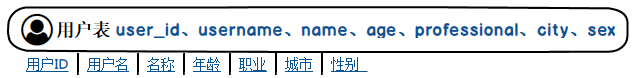 用户表 user_id、username、name、age、professional、city、sex
用户ID 用户名 名称 年龄 职业 城市 性别